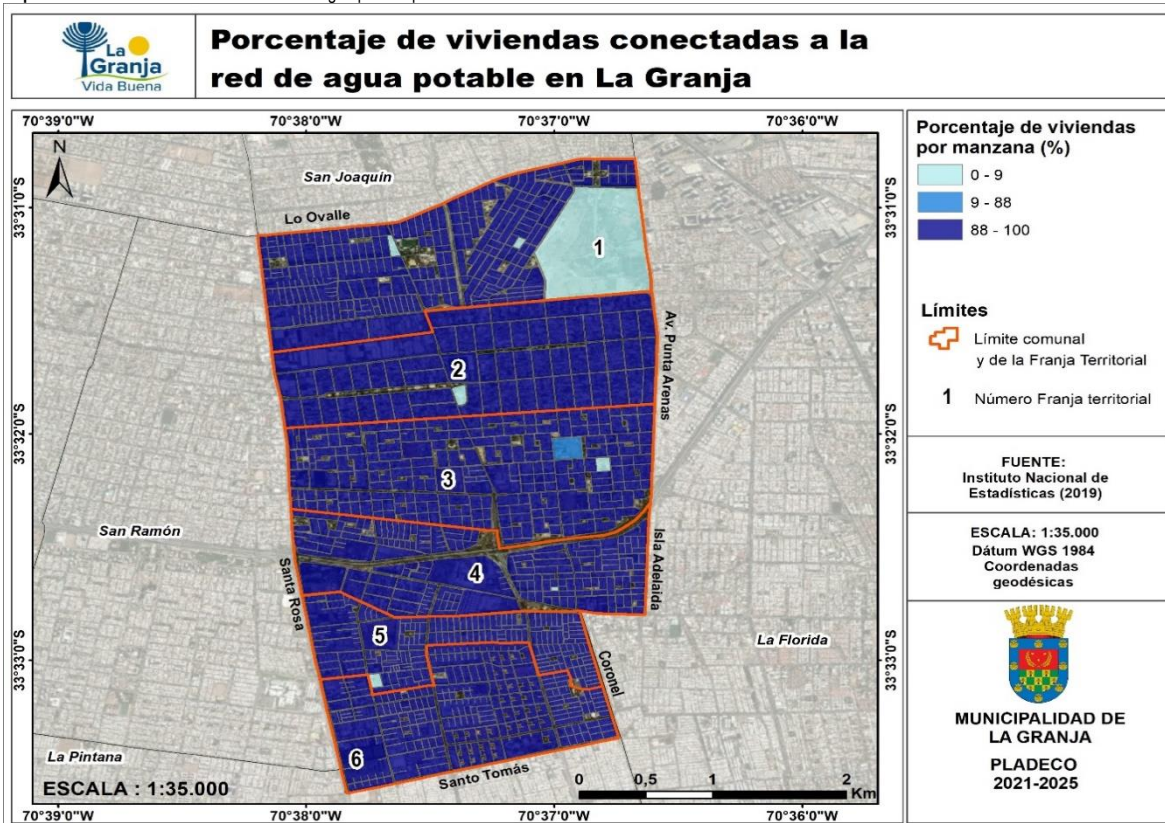 La
Granja
Vida Buena
Porcentaje de viviendas conectadas a la
red de agua potable en La Granja
70°39'0"W 70°38'0"W 70°37'0"W 70°36'0"W
N
San Joaquín
Lo Ovalle
33°31'0"S
33°31'0"S
1
Av. Punta Arenas
2
33°32'0"S
33°32'0"S
3
San Ramón
Santa Rosa
4
Isla Adelaida
5
La Florida
33°33'0"S
33°33'0"S
Coronel
La Pintana
6
Santo Tomás
ESCALA : 1:35.000
0 0,5 1 2
Km
70°39'0"W 70°38'0"W 70°37'0"W 70°36'0"W
Porcentaje de viviendas
por manzana (%)
0 - 9
9 - 88
88 - 100
Límites
Límite comunal
y de la Franja Territorial
1 Número Franja territorial
FUENTE:
Instituto Nacional de
Estadísticas (2019)
ESCALA: 1:35.000
Dátum WGS 1984
Coordenadas
geodésicas
MUNICIPALIDAD DE
LA GRANJA
PLADECO
2021-2025